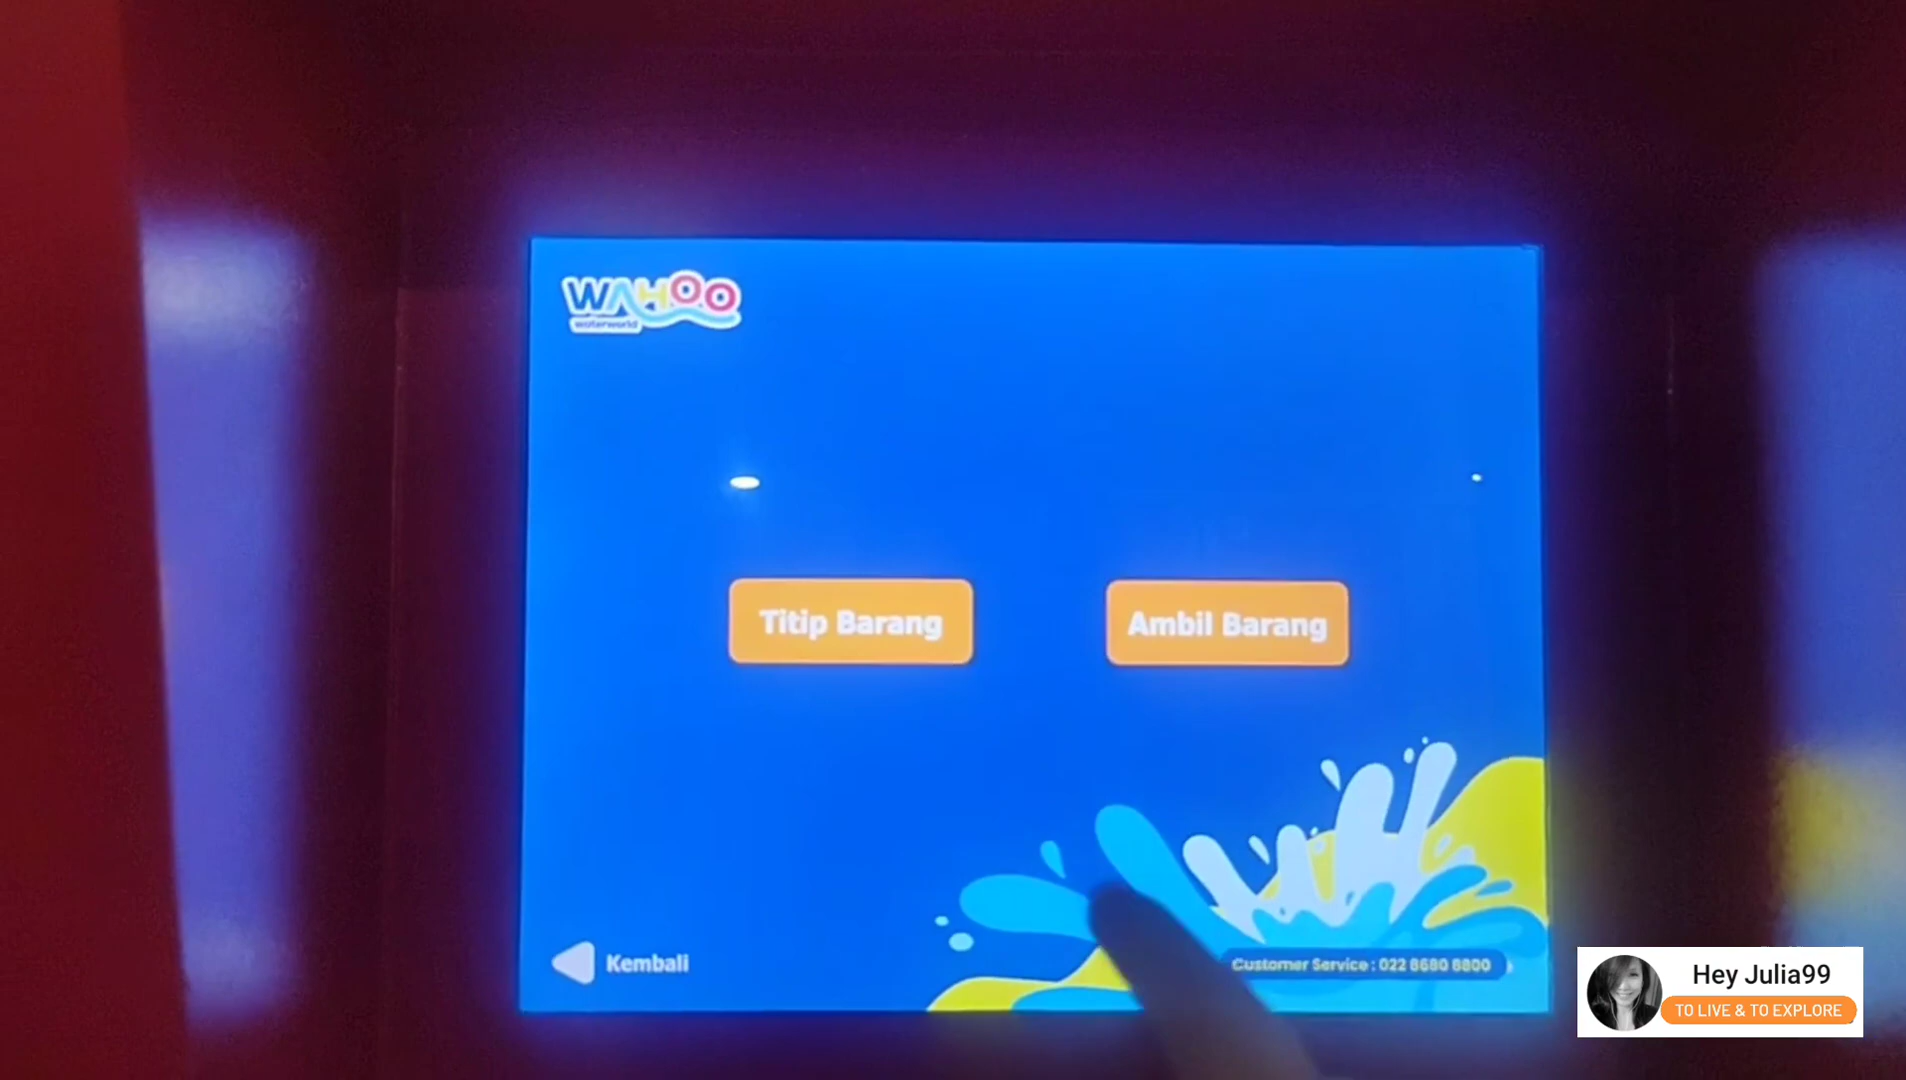 WAHOO
waterworld
Titip Barang
Ambil Barang
Kembali
Customer Service : 022 8680 8800
Hey Julia99
TO LIVE & TO EXPLORE